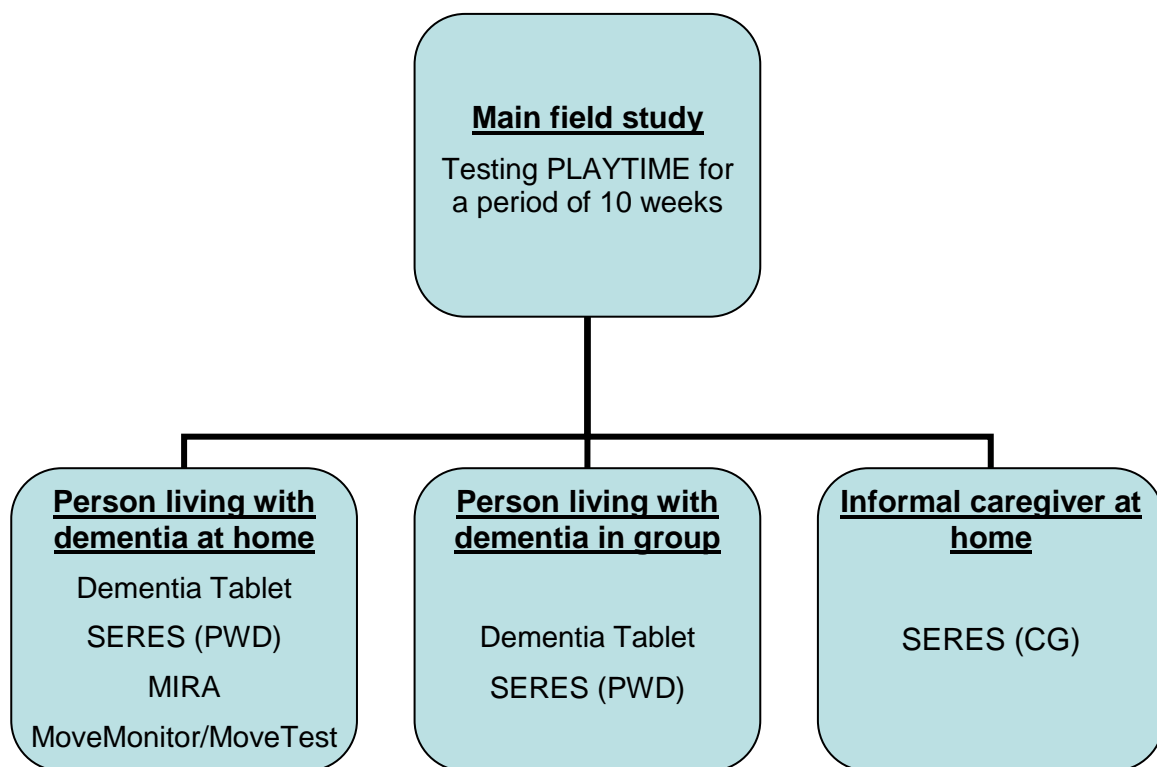 Main field study
Testing PLAYTIME for
a period of 10 weeks
Person living with
dementia at home
Dementia Tablet
SERES (PWD)
MIRA
MoveMonitor/MoveTest
Person living with
dementia in group
Dementia Tablet
SERES (PWD)
Informal caregiver at
home
SERES (CG)